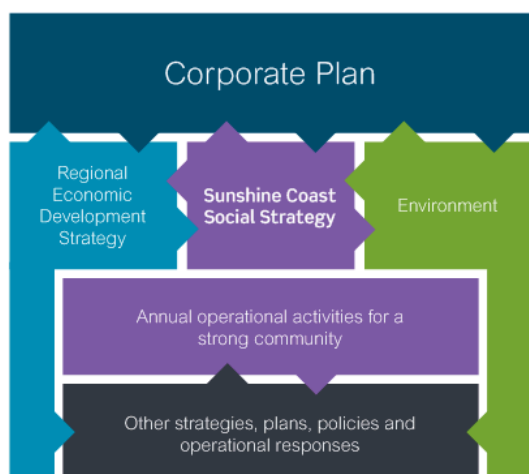 Corporate Plan
Regional
Economic
Development
Strategy
Sunshine Coast
Social Strategy
Environment
Annual operational activities for a
strong community
Other strategies, plans, policies and
operational responses